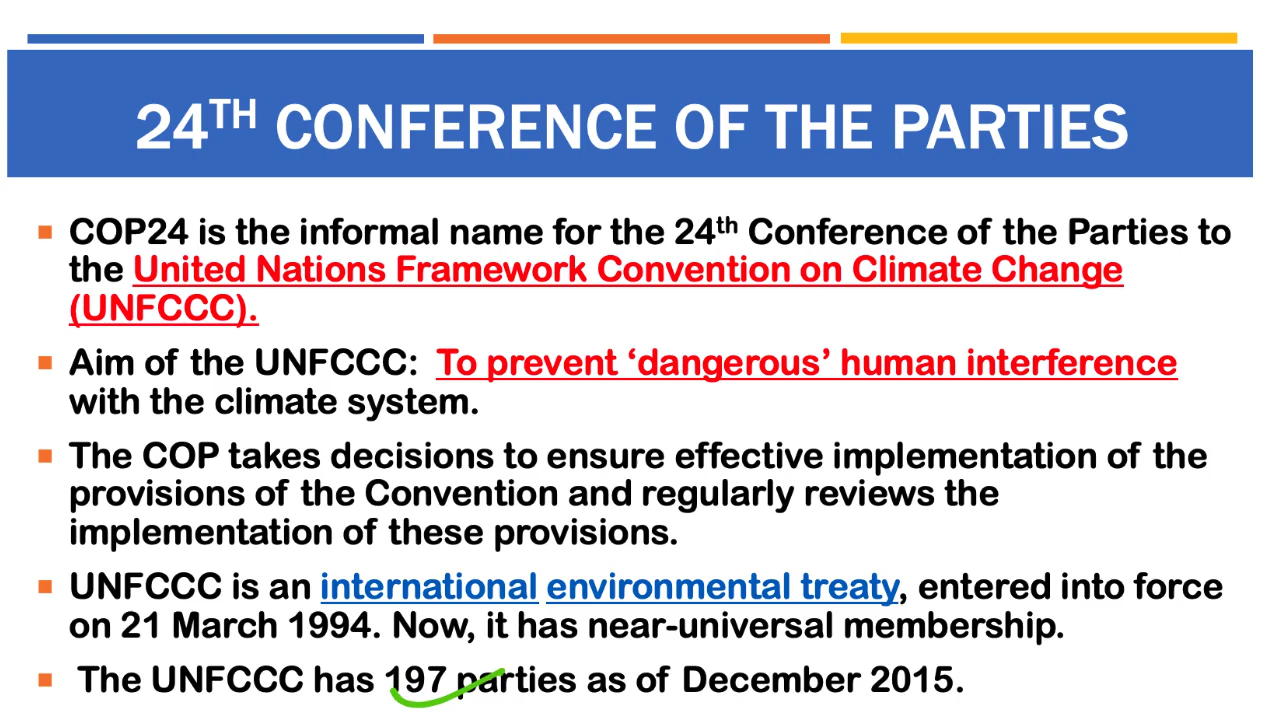 24TH CONFERENCE OF THE PARTIES
COP24 is the informal name for the 24th Conference of the Parties to
the United Nations Framework Convention on Climate Change
(UNFCCC).
Aim of the UNFCCC: To prevent ‘dangerous’ human interference
with the climate system.
The COP takes decisions to ensure effective implementation of the
provisions of the Convention and regularly reviews the
implementation of these provisions.
UNFCCC is an international environmental treaty, entered into force
on 21 March 1994. Now, it has near-universal membership.
The UNFCCC has 197 parties as of December 2015.